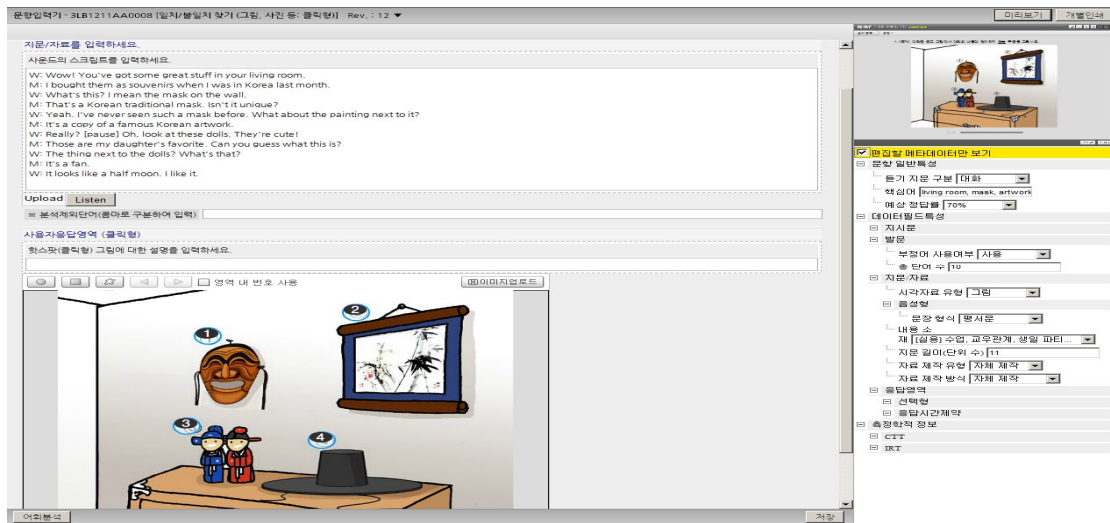 문항입력기 - 3LB1211AA0008 [일치/불일치 찾기 (그림, 사진 등: 클릭형)] Rev. : 12 ▼
미리보기 개별인쇄
지문/자료를 입력하세요.
사운드의 스크립트를 입력하세요.
W: Wow! You've got some great stuff in your living room.
M: I bought them as souvenirs when I was in Korea last month.
W: What's this? I mean the mask on the wall.
M: That's a Korean traditional mask. Isn't it unique?
W: Yeah. I've never seen such a mask before. What about the painting next to it?
M: It's a copy of a famous Korean artwork.
W: Really? [pause] Oh, look at these dolls. They're cute!
M: Those are my daughter's favorite. Can you guess what this is?
W: The thing next to the dolls? What's that?
M: It's a fan.
W: It looks like a half moon. I like it.
Upload Listen
분석제외단어(콤마로 구분하여 입력)
사용자응답영역 (클릭형)
핫스팟(클릭형) 그림에 대한 설명을 입력하세요.
영역 내 번호 사용
이미지업로드
1
2
3
4
어휘분석
저장
편집할 메타데이터만 보기
문항 일반특성
듣기 지문 구분 대화
핵심어 living room, mask, artwork
예상 정답률 70%
데이터필드특성
지시문
발문
부정어 사용여부 사용
총 단어 수 10
지문/자료
시각자료 유형 그림
음성형
문장 형식 평서문
내용 소
재 [실용] 수업, 교우관계, 생일 파티...
지문 길이(단위 수) 11
자료 제작 유형 자체 제작
자료 제작 방식 자체 제작
응답영역
선택형
응답시간제약
측정학적 정보
CTT
IRT